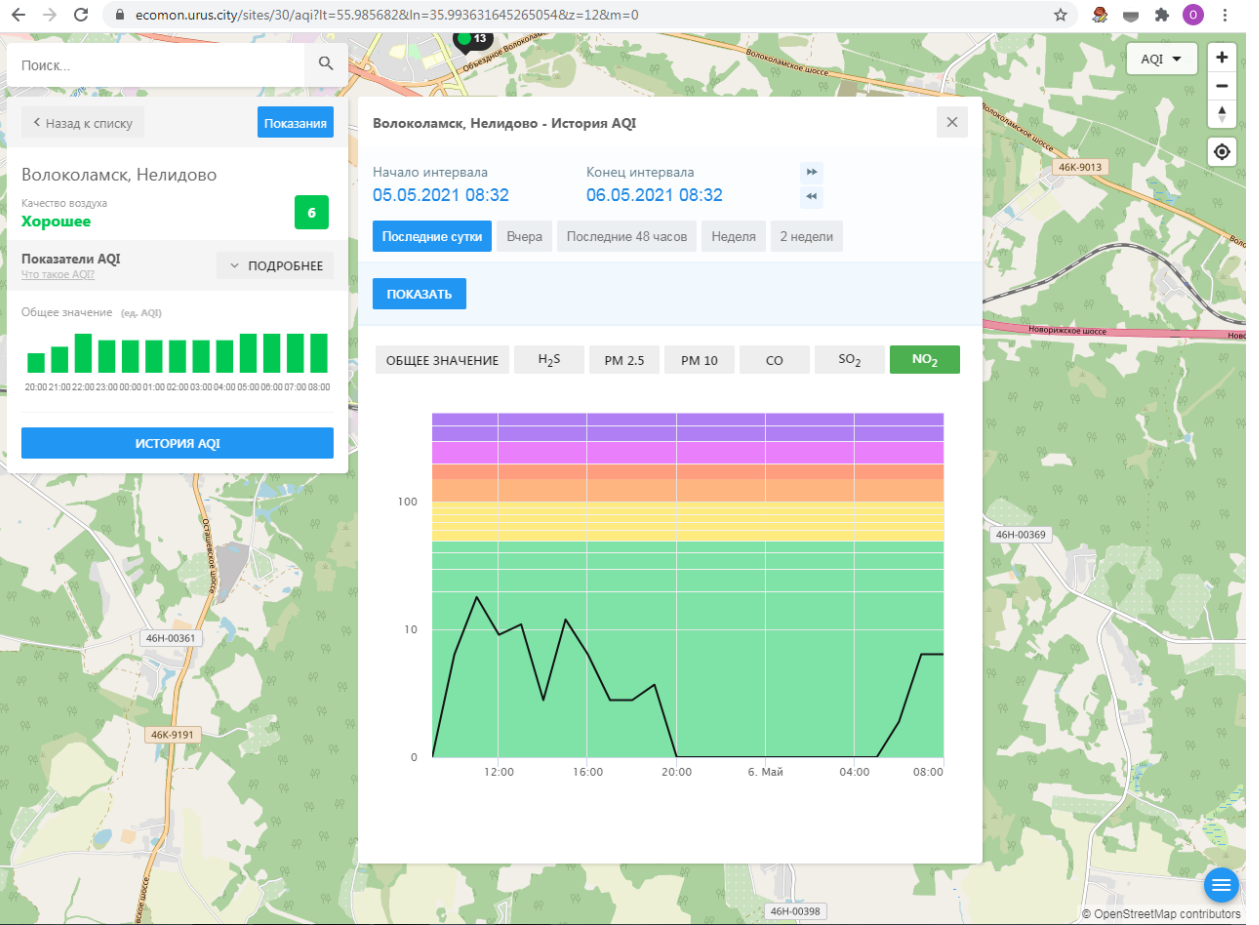 ecomon.urus.city/sites/30/aqi?lt=55.985682&ln=35.99363164526505​4&z=12&m=0
О
Поиск...
13
Объездное Волокол
Волоколамское шоссе
AQI
Назад к списку
Показания
Волоколамск, Нелидово
Качество воздуха
Хорошее
6
Показатели AQI
Что такое AQI?
ПОДРОБНЕЕ
Общее значение (ед. AQI)
20:00 21:00 22:00 23:00 00:00 01:00 02:00 03:00 04:00 05:00 06:00 07:00 08:00
ИСТОРИЯ AQI
Волоколамск, Нелидово - История AQI
Начало интервала
05.05.2021 08:32
Конец интервала
06.05.2021 08:32
Последние сутки
Вчера
Последние 48 часов
Неделя
2 недели
ПОКАЗАТЬ
ОБЩЕЕ ЗНАЧЕНИЕ
H2S
PM 2.5
PM 10
CO
SO2
NO2
100
10
0
12:00
16:00
20:00
6. Май
04:00
08:00
Волоколамское шоссе
46К-9013
Новорижское шоссе
46Н-00369
Осташевское шоссе
46Н-00361
46К-9191
46Н-00398
© OpenStreetMap contributors